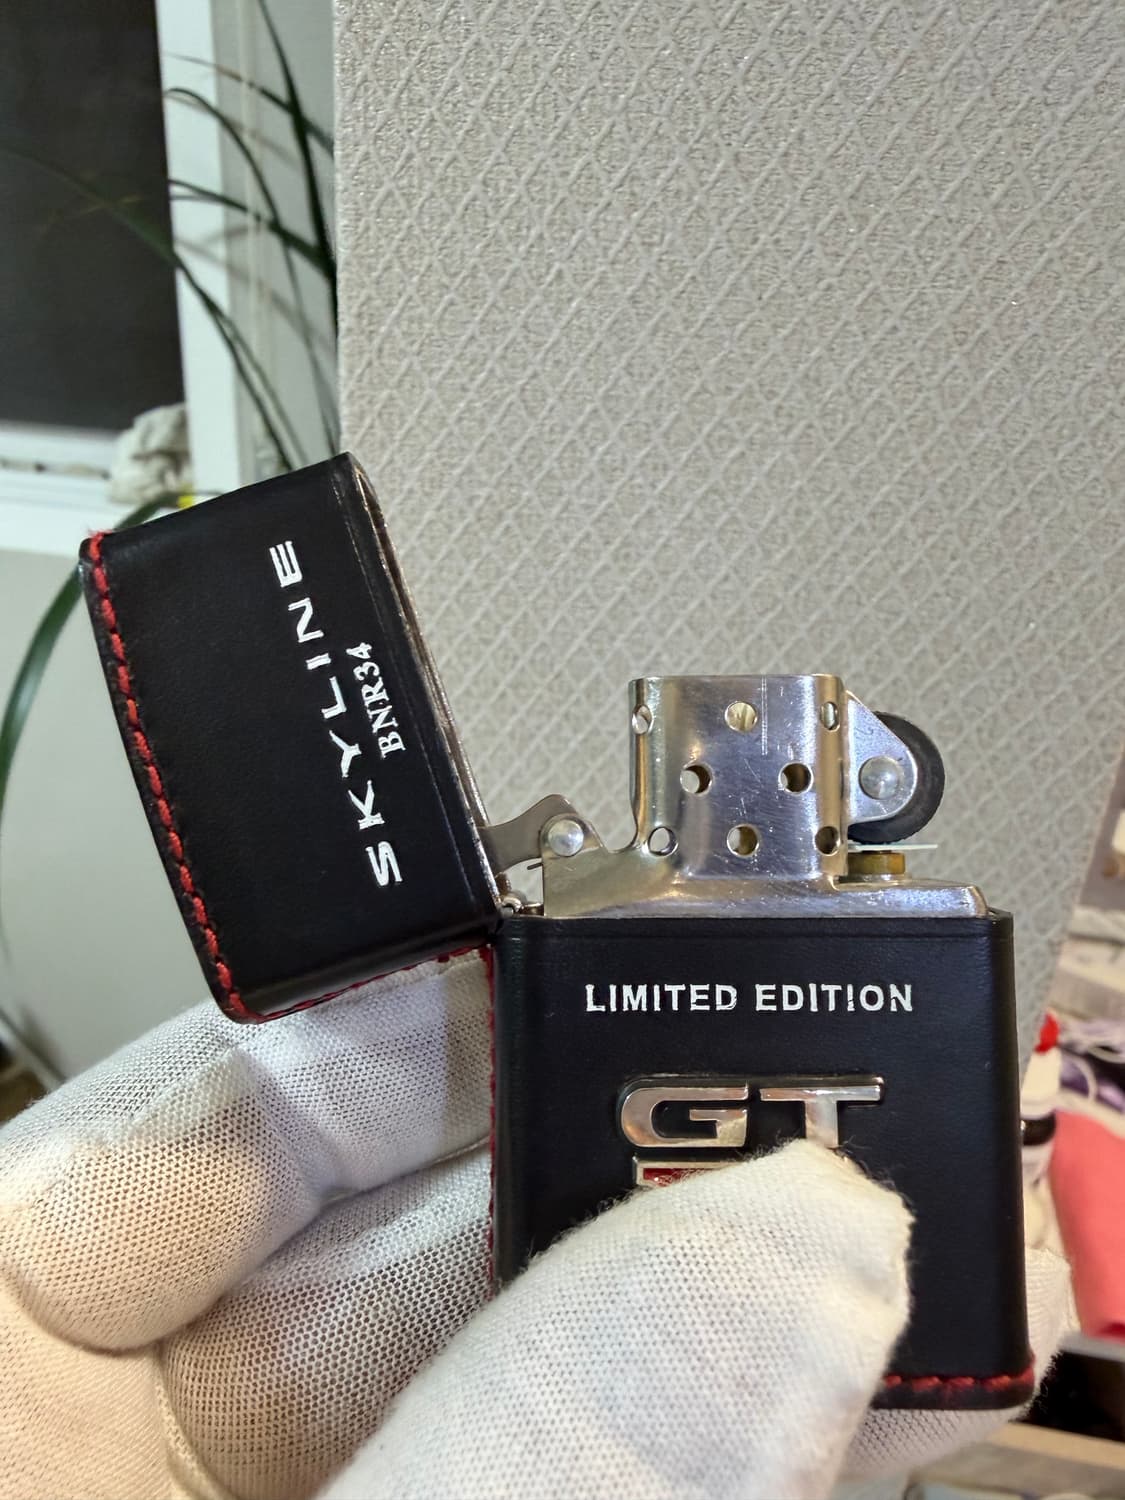 SKYLINE
BNR34
LIMITED EDITION
GT